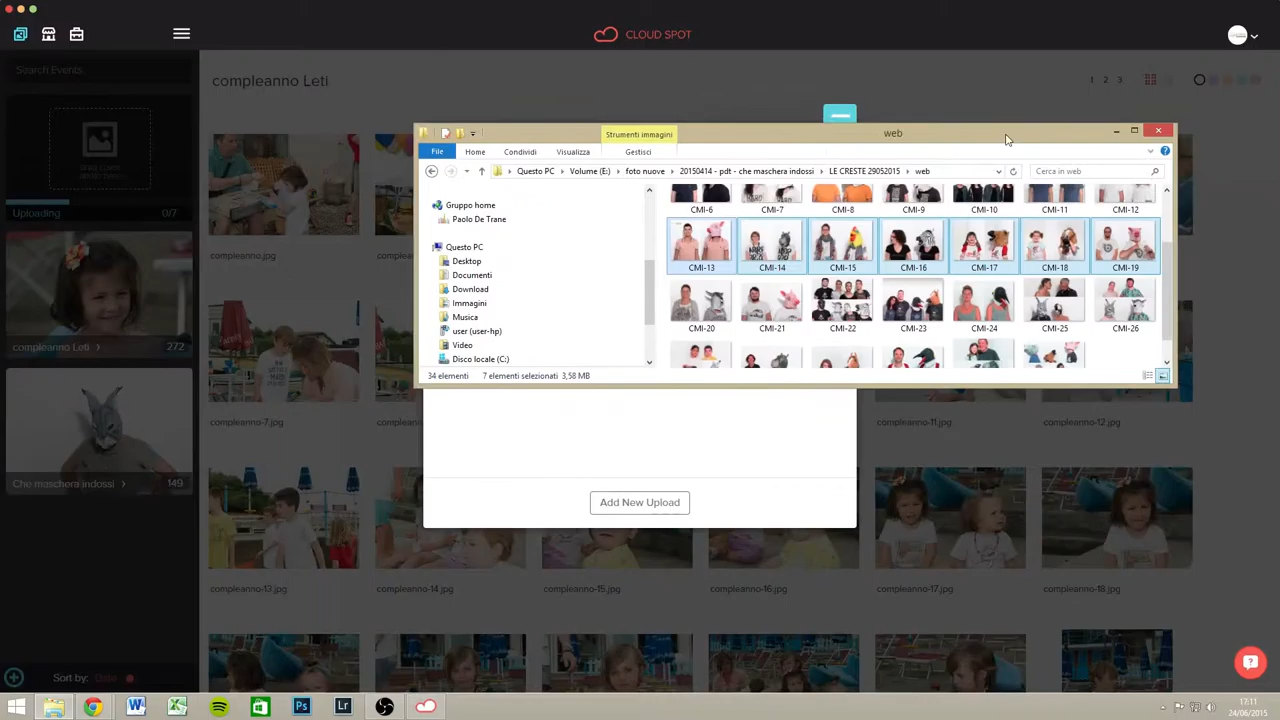 CLOUD SPOT
Search Events
compleanno Leti
1 2 3
Uploading 0/7
compleanno Leti > 272
Che maschera indossi > 149
Sort by: Date
Strumenti immagini
web
File Home Condividi Visualizza Gestisci
Questo PC Volume (E:) foto nuove 20150414 - pdt - che maschera indossi LE CRESTE 29052015 web
Cerca in web
Gruppo home
Paolo De Trane
Questo PC
Desktop
Documenti
Download
Immagini
Musica
user (user-hp)
Video
Disco locale (C:)
CMI-6 CMI-7 CMI-8 CMI-9 CMI-10 CMI-11 CMI-12
CMI-13 CMI-14 CMI-15 CMI-16 CMI-17 CMI-18 CMI-19
CMI-20 CMI-21 CMI-22 CMI-23 CMI-24 CMI-25 CMI-26
34 elementi 7 elementi selezionati 3,58 MB
compleanno.jpg
compleanno-7.jpg
compleanno-11.jpg
compleanno-12.jpg
Add New Upload
compleanno-13.jpg
compleanno-14.jpg
compleanno-15.jpg
compleanno-16.jpg
compleanno-17.jpg
compleanno-18.jpg
Ps
Lr
17:11
24/06/2015